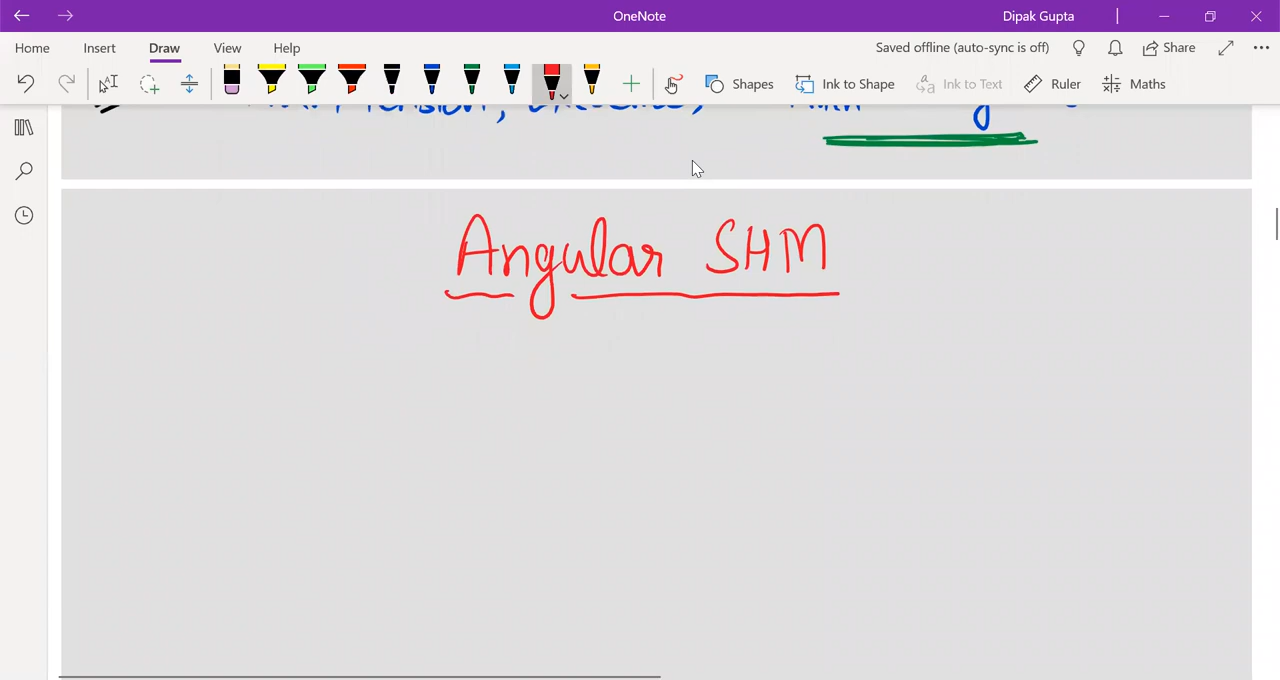 OneNote
Dipak Gupta
Home Insert Draw View Help
Saved offline (auto-sync is off)
Share
Shapes Ink to Shape Ink to Text Ruler Maths
Angular SHM